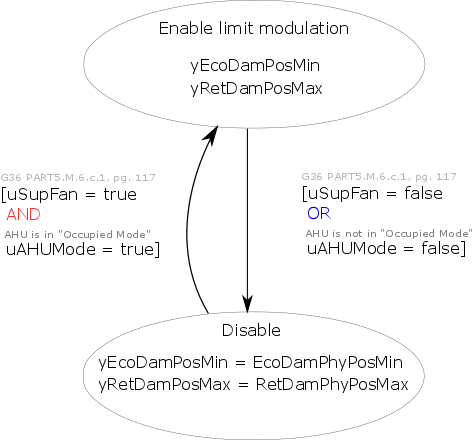 Enable limit modulation
yEcoDamPosMin
yRetDamPosMax
G36 PART5.M.6.c.1, pg. 117
[uSupFan = true
AND
AHU is in "Occupied Mode"
uAHUMode = true]
G36 PART5.M.6.c.1, pg. 117
[uSupFan = false
OR
AHU is not in "Occupied Mode"
uAHUMode = false]
Disable
yEcoDamPosMin = EcoDamPhyPosMin
yRetDamPosMax = RetDamPhyPosMax